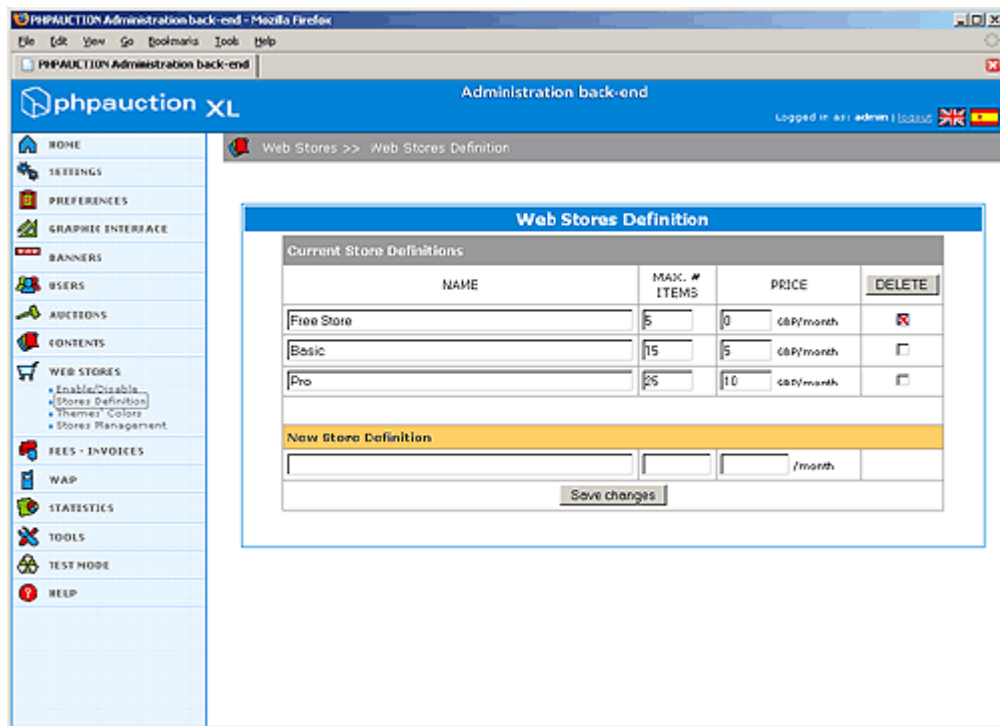 PHPAUCTION Administration back-end - Mozilla Firefox
File Edit View Go Bookmarks Tools Help
PHPAUCTION Administration back-end
phpauction XL
Administration back-end
Logged in as: admin | logout
HOME
SETTINGS
PREFERENCES
GRAPHIC INTERFACE
BANNERS
USERS
AUCTIONS
CONTENTS
WEB STORES
Enable/Disable
Stores Definition
Themes' Colors
Stores Management
FEES - INVOICES
WAP
STATISTICS
TOOLS
TEST MODE
HELP
Web Stores >> Web Stores Definition
Web Stores Definition
Current Store Definitions
NAME MAX. # ITEMS PRICE DELETE
Free Store 5 0 GBP/month
Basic 15 5 GBP/month
Pro 25 10 GBP/month
New Store Definition
/month
Save changes